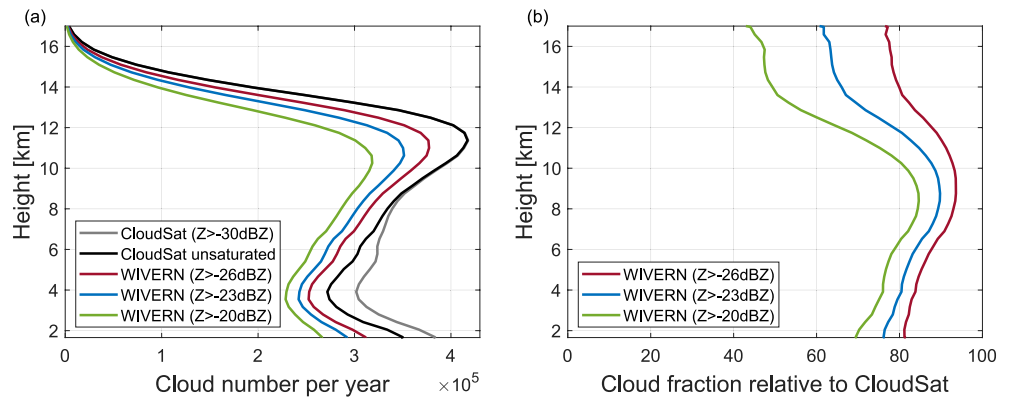 (a)
16
14
12
10
8
6
4
2
Height [km]
CloudSat (Z>-30dBZ)
CloudSat unsaturated
WIVERN (Z>-26dBZ)
WIVERN (Z>-23dBZ)
WIVERN (Z>-20dBZ)
0
1
2
3
4
×10⁵
Cloud number per year
(b)
16
14
12
10
8
6
4
2
Height [km]
WIVERN (Z>-26dBZ)
WIVERN (Z>-23dBZ)
WIVERN (Z>-20dBZ)
0
20
40
60
80
100
Cloud fraction relative to CloudSat